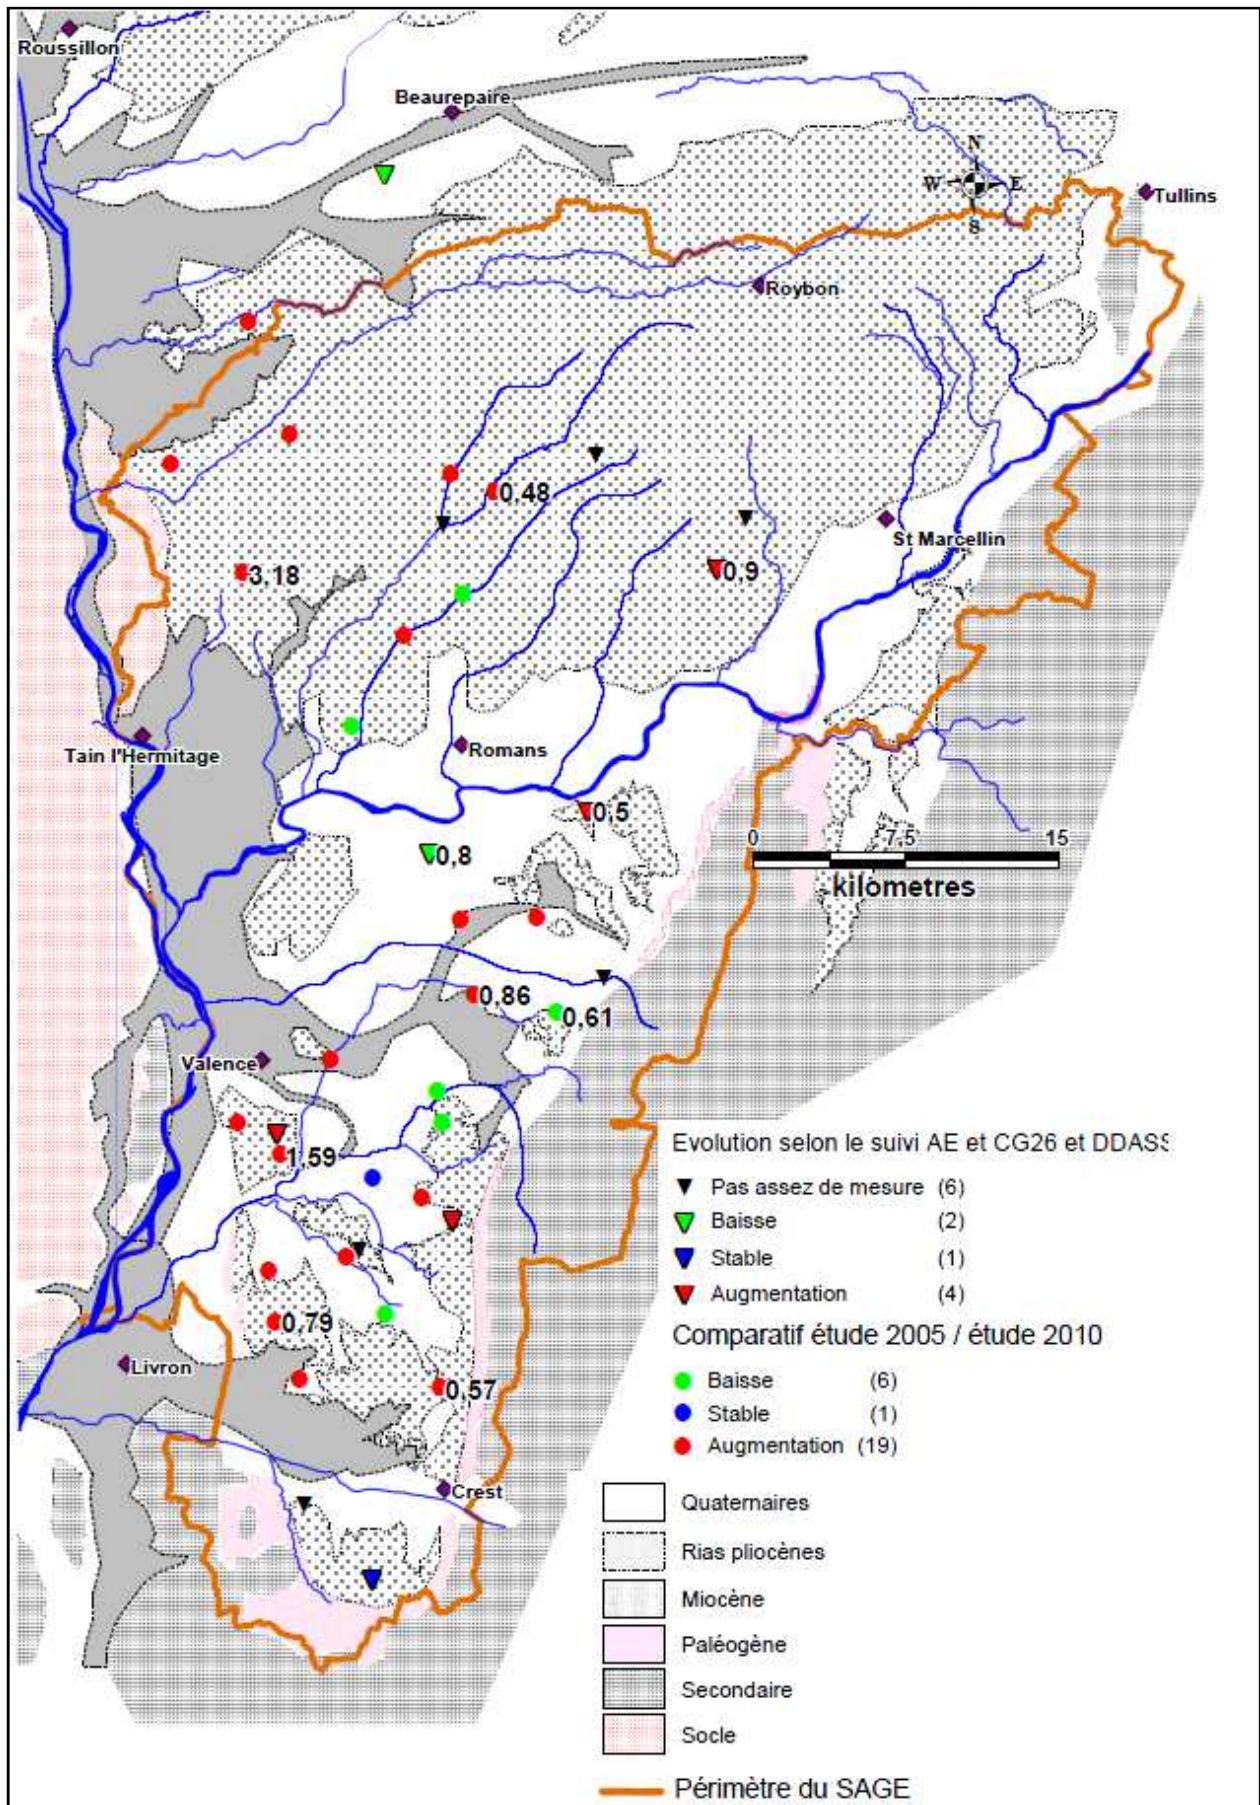 Roussillon
Beaurepaire
N
W
E
S
Tullins
Roybon
0,48
St Marcellin
0,9
3,18
Tain l'Hermitage
Romans
0,5
0,8
0
7,5
15
kilometres
0,86
0,61
Valence
1,59
0,79
Livron
0,57
Crest
Evolution selon le suivi AE et CG26 et DDASS
Pas assez de mesure (6)
Baisse (2)
Stable (1)
Augmentation (4)
Comparatif étude 2005 / étude 2010
Baisse (6)
Stable (1)
Augmentation (19)
Quaternaires
Rias pliocènes
Miocène
Paléogène
Secondaire
Socle
Périmètre du SAGE